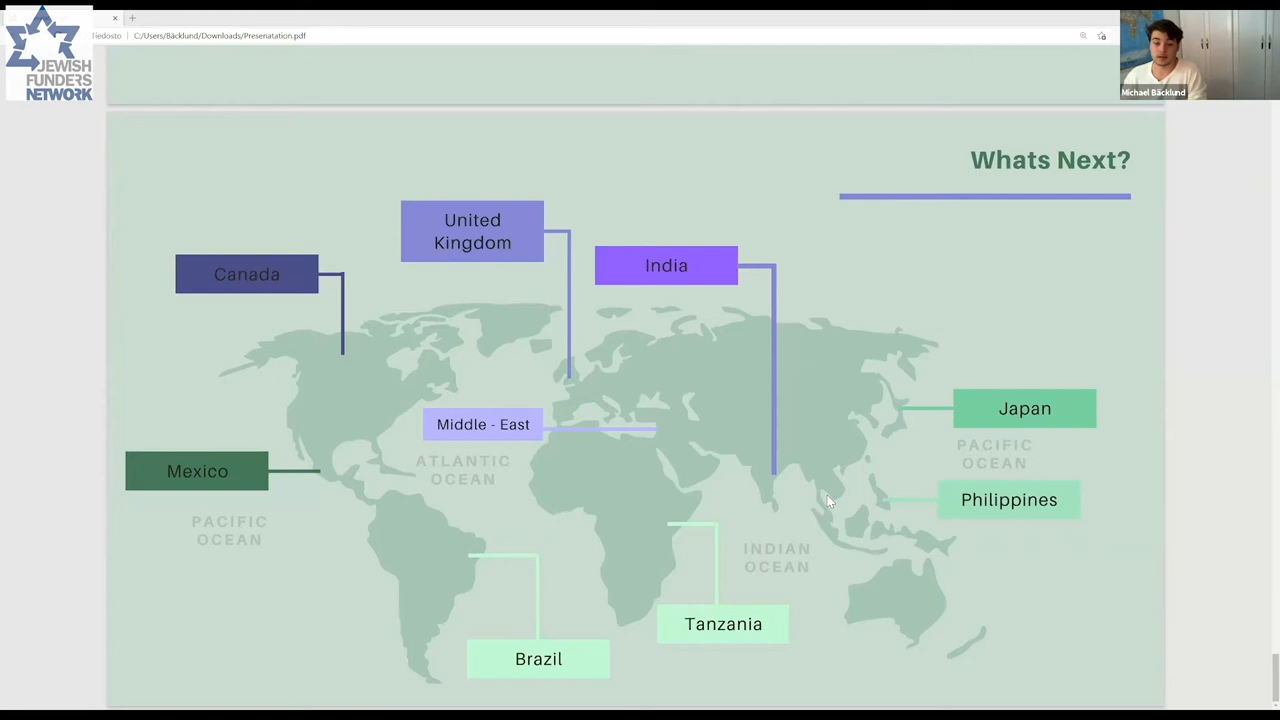 JEWISH
FUNDERS
NETWORK
Tiedosto
C:/Users/Bäcklund/Downloads/Presenatation.pdf
Michael Bäcklund
Whats Next?
United
Kingdom
India
Canada
Japan
Middle - East
PACIFIC
OCEAN
ATLANTIC
OCEAN
Mexico
Philippines
PACIFIC
OCEAN
INDIAN
OCEAN
Tanzania
Brazil